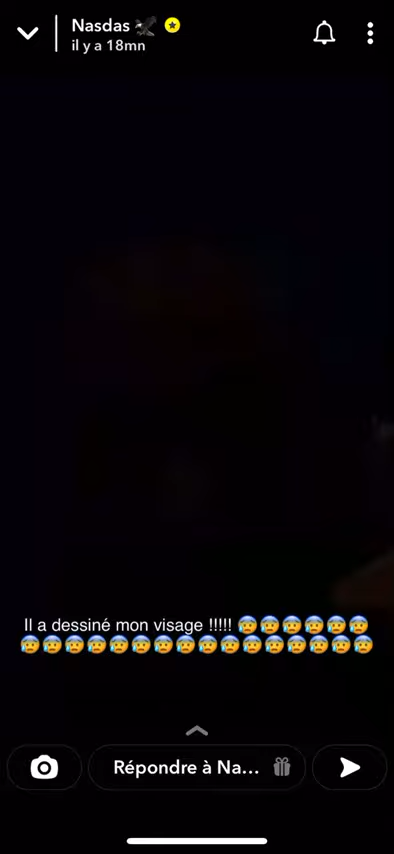 Nasdas 🦅
il y a 18mn
Il a dessiné mon visage !!!!! 😰😰😰😰😰😰
😰😰😰😰😰😰😰😰😰😰😰😰😰😰😰😰
Répondre à Na...